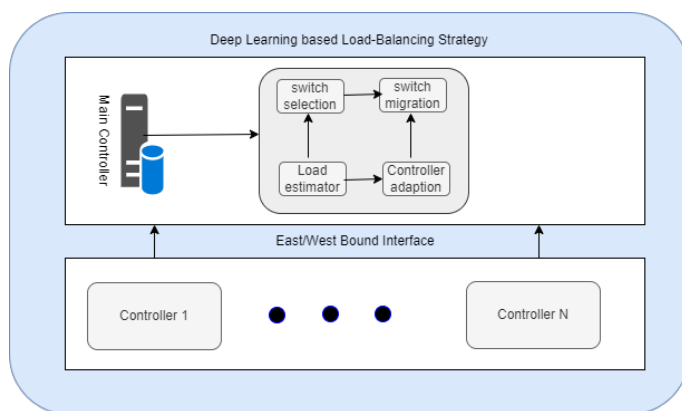 Deep Learning based Load-Balancing Strategy
Main Controller
switch
selection
switch
migration
Load
estimator
Controller
adaption
East/West Bound Interface
Controller 1
Controller N